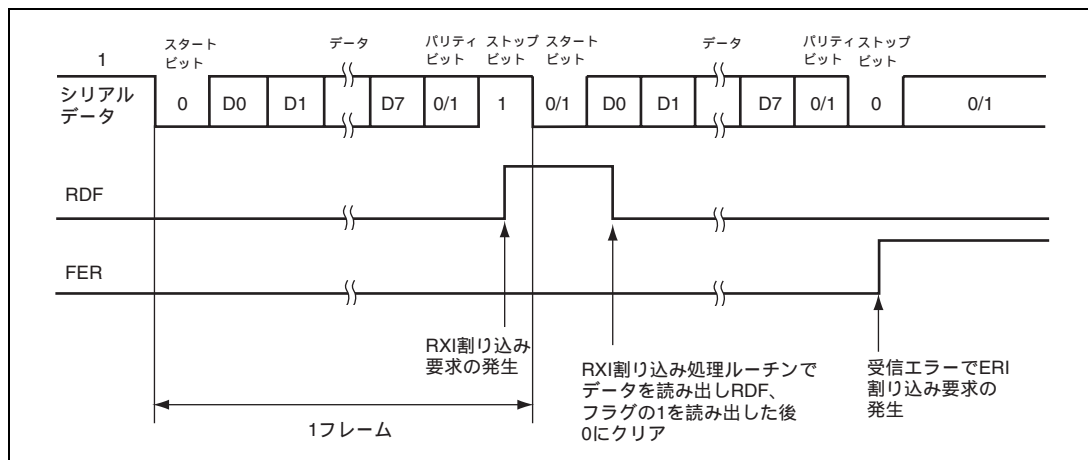 スタート
ビット
データ
パリティ
ビット
ストップ
ビット
スタート
ビット
データ
パリティ
ビット
ストップ
ビット
1
シリアル
データ
0 D0 D1 D7 0/1 1 0/1 D0 D1 D7 0/1 0 0/1
RDF
FER
RXI割り込み
要求の発生
RXI割り込み処理ルーチンで
データを読み出しRDF、
フラグの1を読み出した後
0にクリア
受信エラーでERI
割り込み要求の
発生
1フレーム